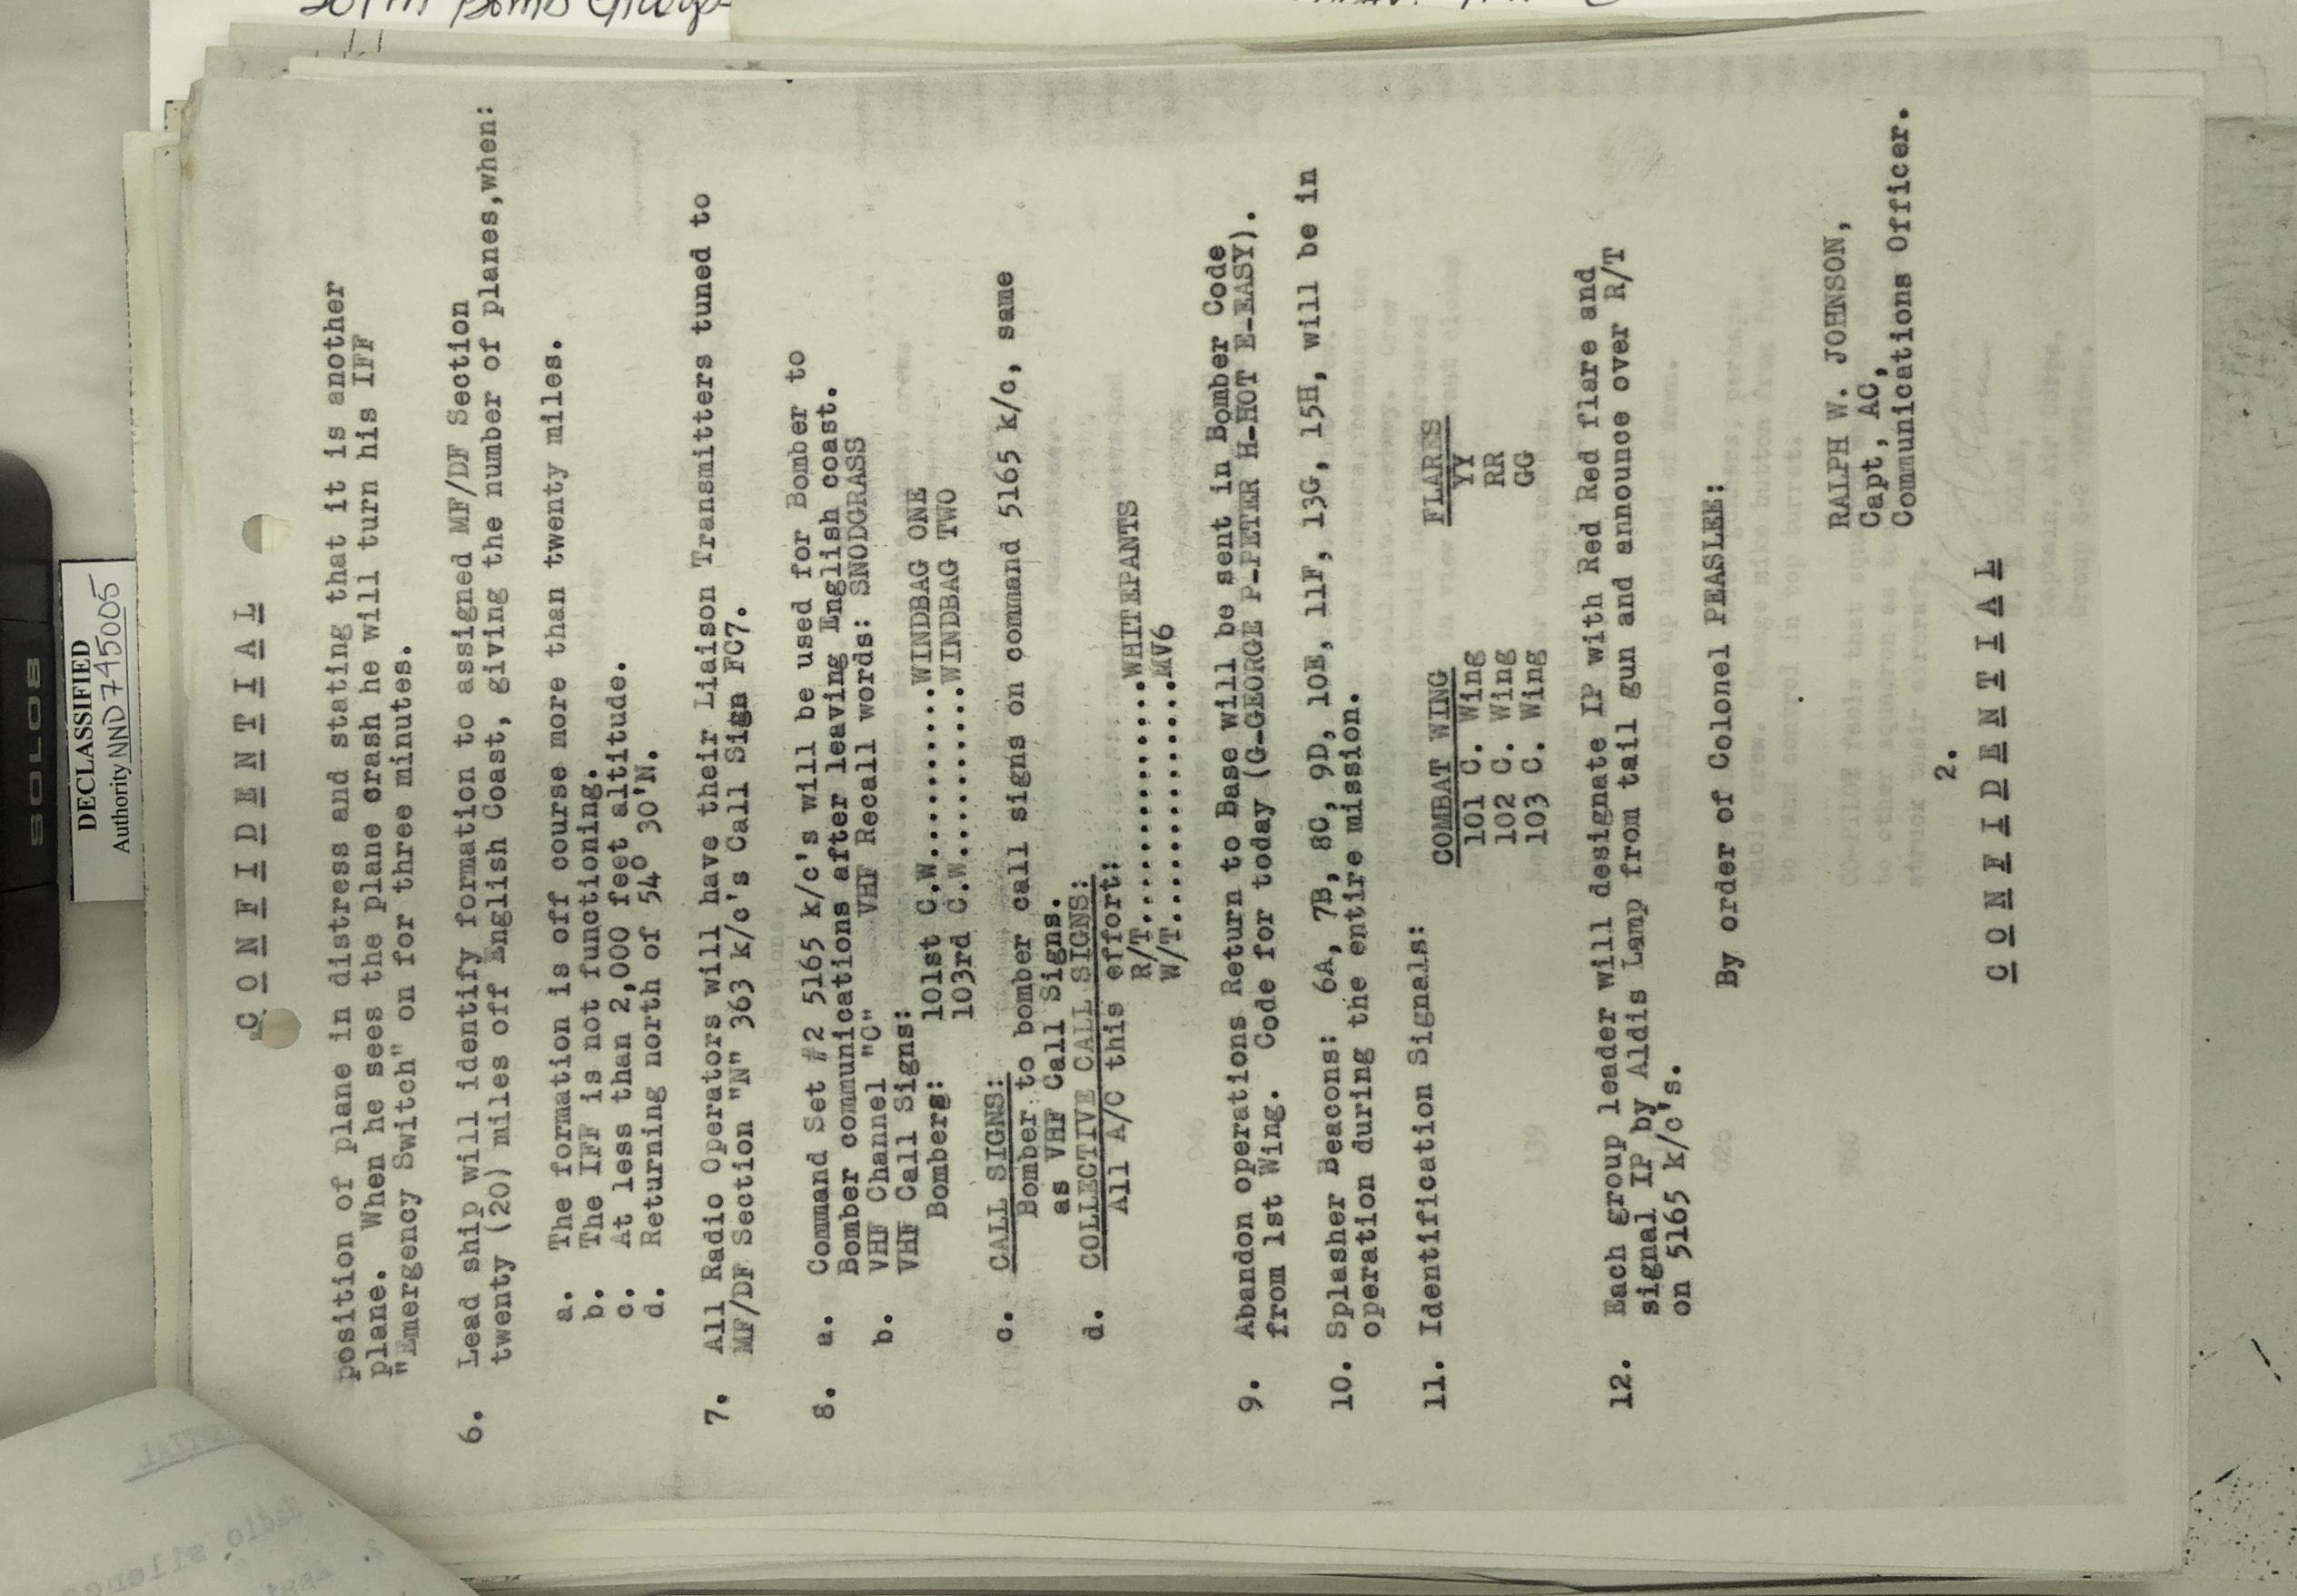 SOLO8
DECLASSIFIED
Authority NND 745005
C O N F I D E N T I A L
position of plane in distress and stating that it is another
plane. When he sees the plane crash he will turn his IFF
"Emergency Switch" on for three minutes.
6. Lead ship will identify formation to assigned MF/DF Section
twenty (20) miles off English Coast, giving the number of planes,when:
a. The formation is off course more than twenty miles.
b. The IFF is not functioning.
c. At less than 2,000 feet altitude.
d. Returning north of 54° 30'N.
7. All Radio Operators will have their Liaison Transmitters tuned to
MF/DF Section "N" 363 k/c's Call Sign FC7.
8. a. Command Set #2 5165 k/c's will be used for Bomber to
Bomber communications after leaving English coast.
b. VHF Channel "C" VHF Recall words: SNODGRASS
VHF Call Signs:
Bombers: 101st C.W..........WINDBAG ONE
103rd C.W..........WINDBAG TWO
c. CALL SIGNS:
Bomber to bomber call signs on command 5165 k/c, same
as VHF Call Signs.
d. COLLECTIVE CALL SIGNS:
All A/C this effort:
R/T...............WHITEPANTS
W/T...............MV6
9. Abandon operations Return to Base will be sent in Bomber Code
from 1st Wing. Code for today (G-GEORGE P-PETER H-HOT E-EASY).
10. Splasher Beacons: 6A, 7B, 8C, 9D, 10E, 11F, 13G, 15H, will be in
operation during the entire mission.
11. Identification Signals:
COMBAT WING FLARES
101 C. Wing YY
102 C. Wing RR
103 C. Wing GG
12. Each group leader will designate IP with Red Red flare and
signal IP by Aldis Lamp from tail gun and announce over R/T
on 5165 k/c's.
By order of Colonel PEASLEE:
RALPH W. JOHNSON,
Capt, AC,
Communications Officer.
2.
C O N F I D E N T I A L